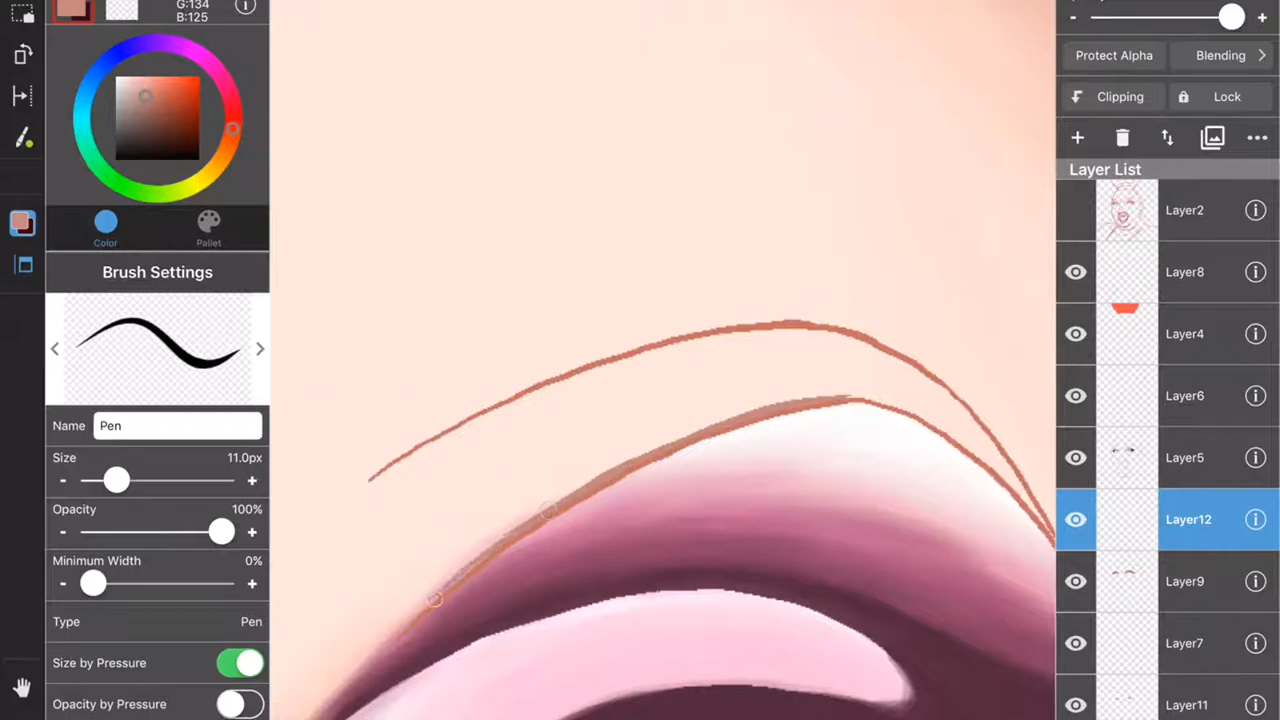 G:134
B:125
Color
Pallet
Brush Settings
Name Pen
Size 11.0px
- +
Opacity 100%
- +
Minimum Width 0%
- +
Type Pen
Size by Pressure
Opacity by Pressure
- +
Protect Alpha Blending
Clipping Lock
Layer List
Layer2
Layer8
Layer4
Layer6
Layer5
Layer12
Layer9
Layer7
Layer11